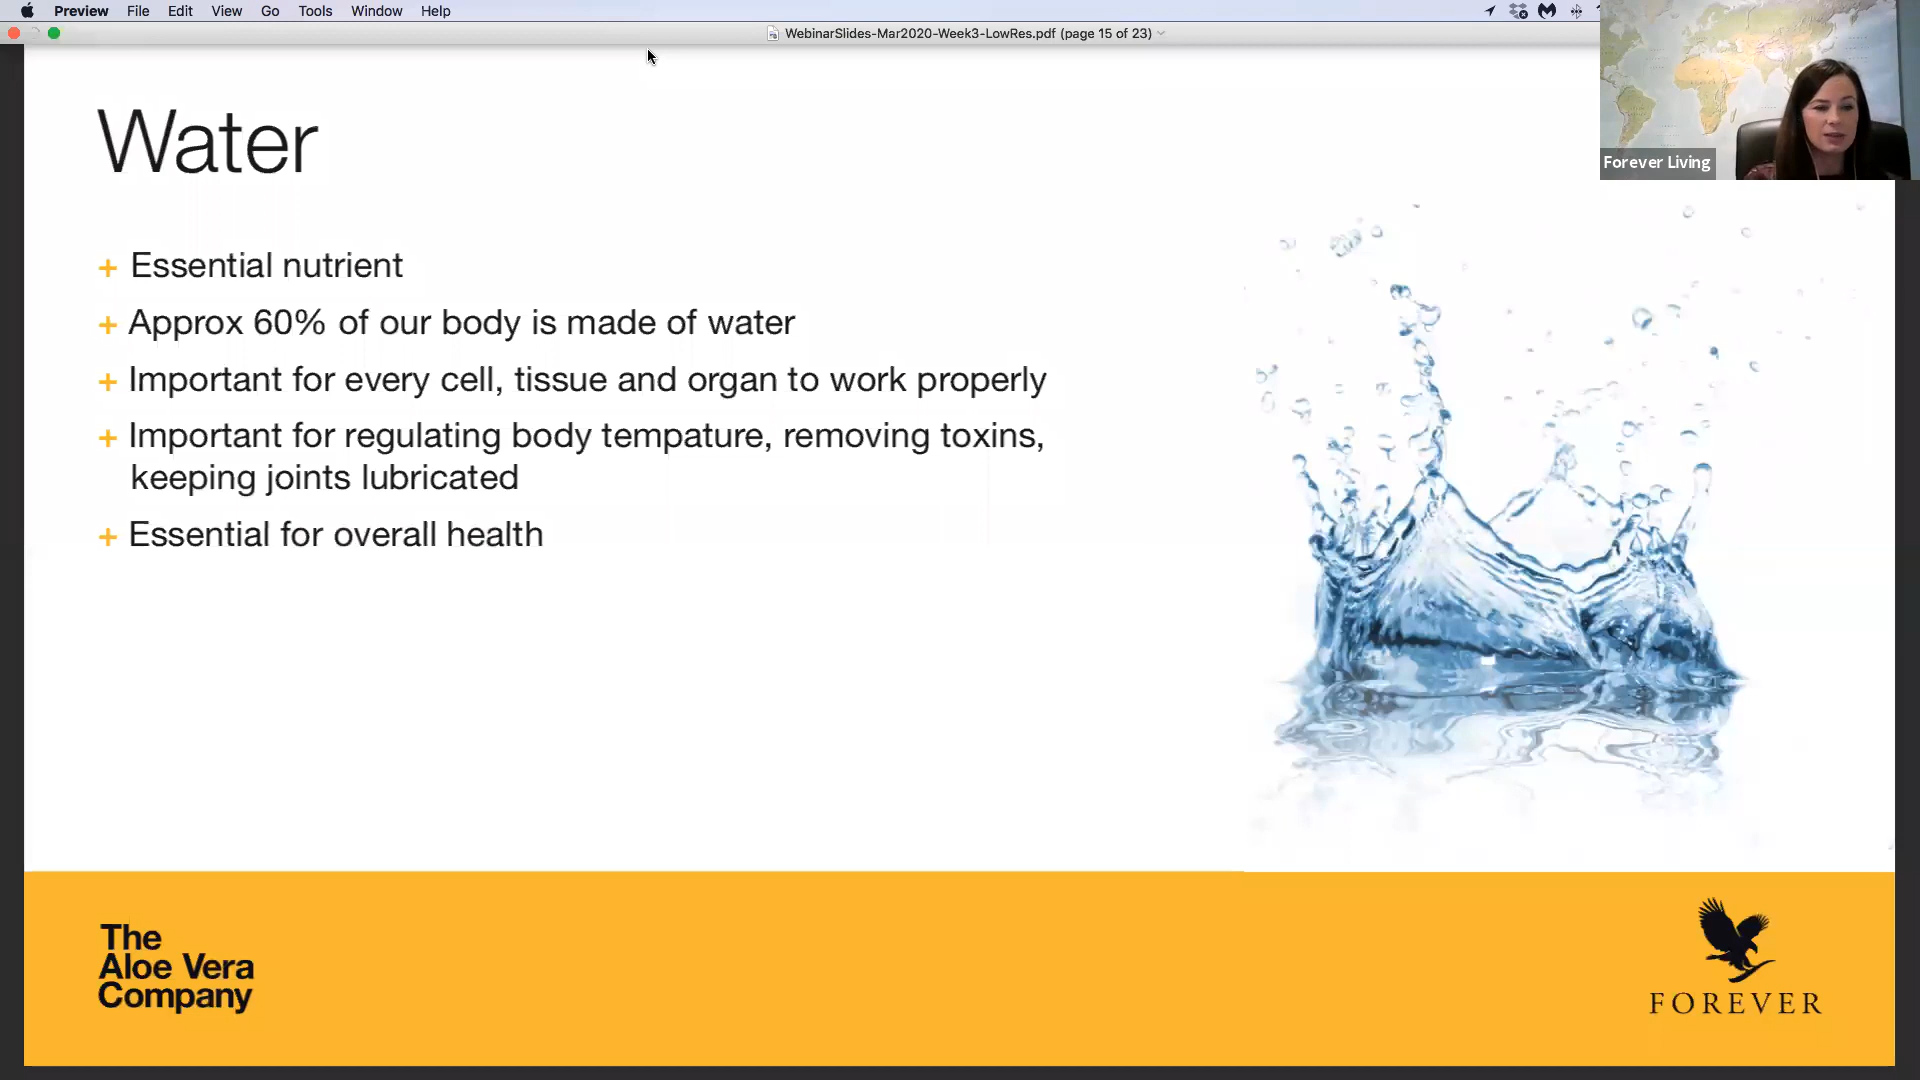 Preview File Edit View Go Tools Window Help
WebinarSlides-Mar2020-Week3-LowRes.pdf (page 15 of 23)
Forever Living
Water
+ Essential nutrient
+ Approx 60% of our body is made of water
+ Important for every cell, tissue and organ to work properly
+ Important for regulating body tempature, removing toxins,
keeping joints lubricated
+ Essential for overall health
The
Aloe Vera
Company
FOREVER